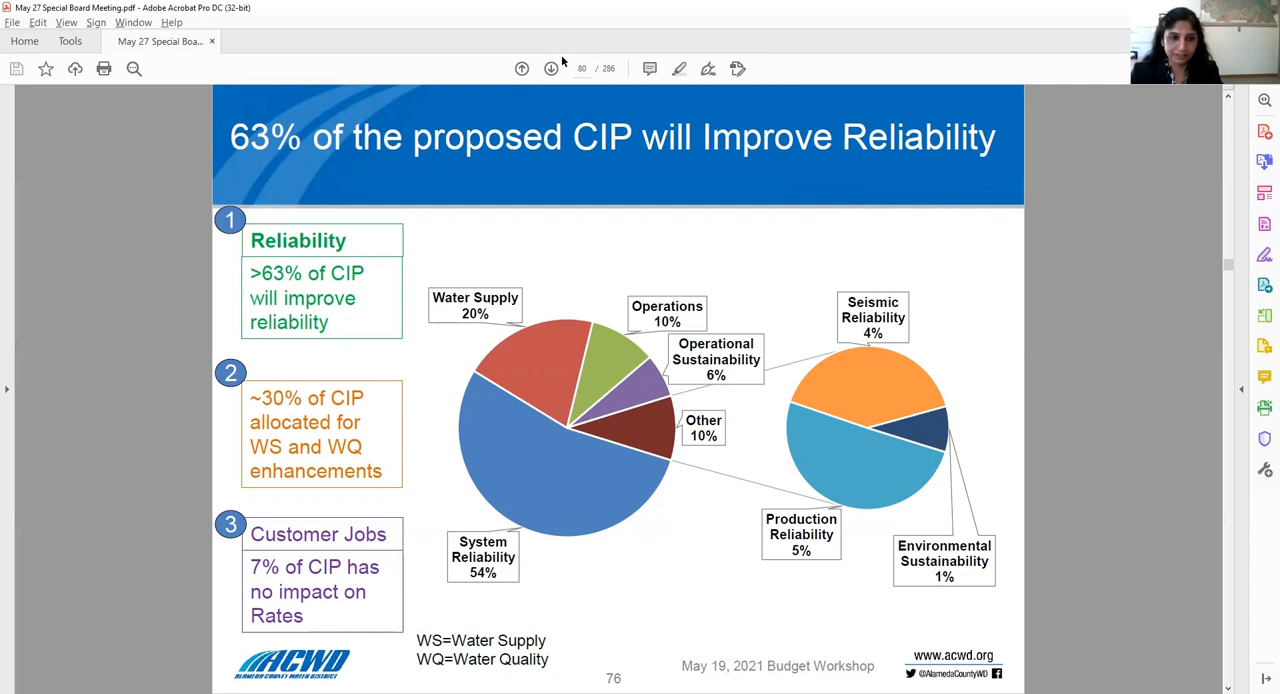 May 27 Special Board Meeting.pdf - Adobe Acrobat Pro DC (32-bit)
File Edit View Sign Window Help
Home Tools May 27 Special Boa... ×
80 / 286
63% of the proposed CIP will Improve Reliability
1
Reliability
>63% of CIP
will improve
reliability
2
~30% of CIP
allocated for
WS and WQ
enhancements
3
Customer Jobs
7% of CIP has
no impact on
Rates
Water Supply
20%
Operations
10%
Operational
Sustainability
6%
Other
10%
System
Reliability
54%
Seismic
Reliability
4%
Production
Reliability
5%
Environmental
Sustainability
1%
WS=Water Supply
WQ=Water Quality
ACWD
ALAMEDA COUNTY WATER DISTRICT
76
May 19, 2021 Budget Workshop
www.acwd.org
@AlamedaCountyWD